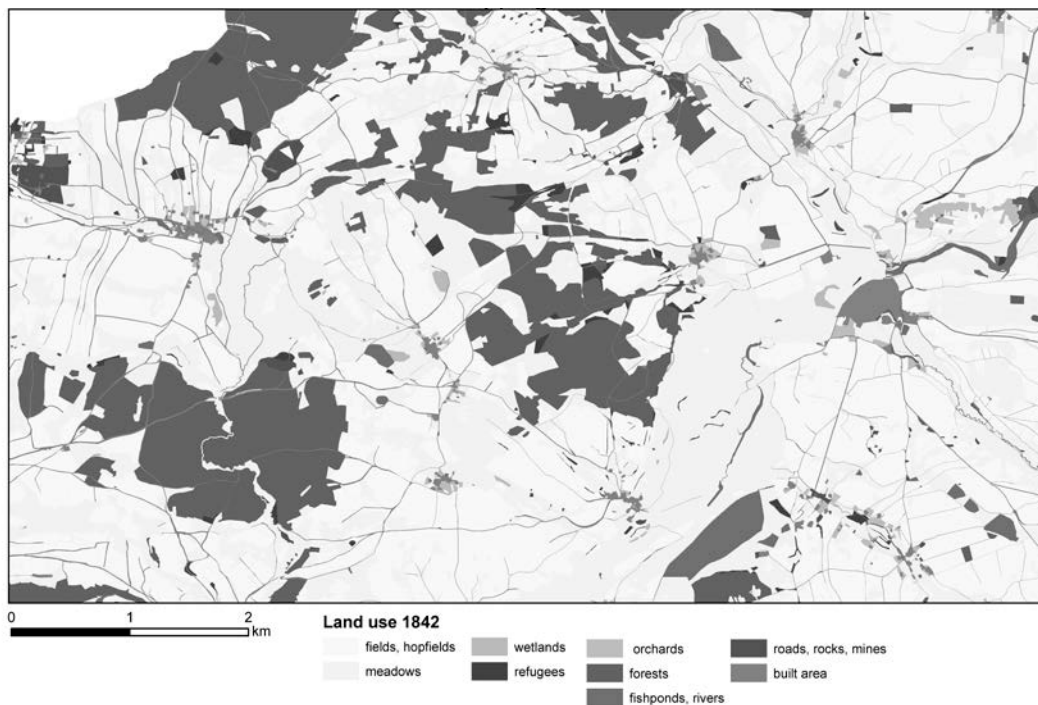 0 1 2
km
Land use 1842
fields, hopfields
meadows
wetlands
refugees
orchards
forests
fishponds, rivers
roads, rocks, mines
built area